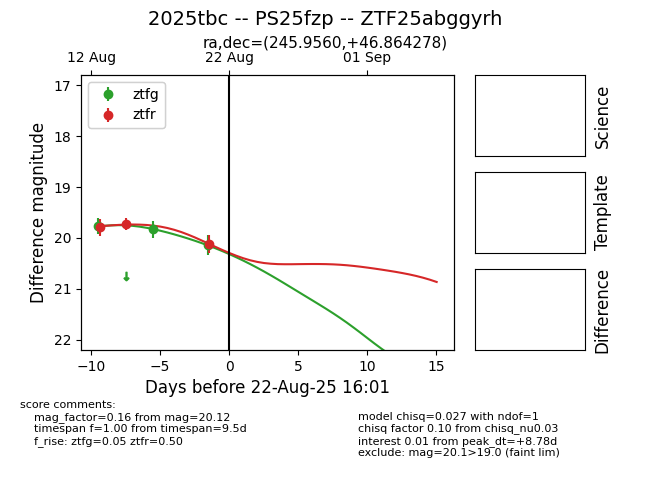 2025tbc -- PS25fzp -- ZTF25abggyrh
ra,dec=(245.9560,+46.864278)
12 Aug 22 Aug 01 Sep
ztfg
ztfr
17
18
19
20
21
22
Difference magnitude
−10 −5 0 5 10 15
Days before 22-Aug-25 16:01
Science
Template
Difference
score comments:
mag_factor=0.16 from mag=20.12
timespan f=1.00 from timespan=9.5d
f_rise: ztfg=0.05 ztfr=0.50
model chisq=0.027 with ndof=1
chisq factor 0.10 from chisq_nu0.03
interest 0.01 from peak_dt=+8.78d
exclude: mag=20.1>19.0 (faint lim)